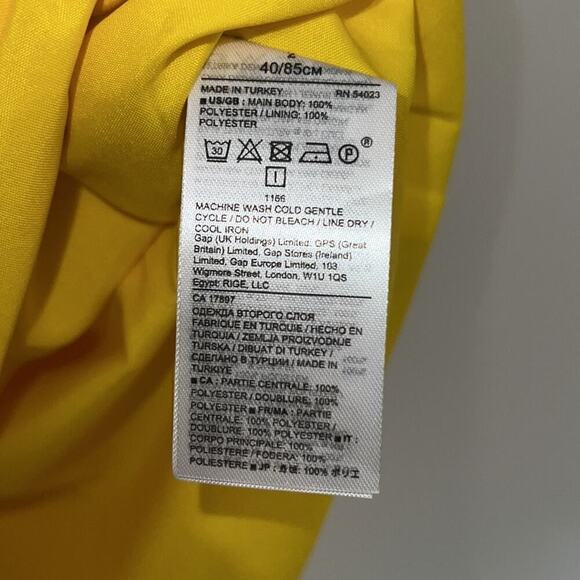 2
40/85CM
MADE IN TURKEY RN 54023
■ US/GB : MAIN BODY: 100%
POLYESTER / LINING: 100%
POLYESTER
30 P ®
I
1166
MACHINE WASH COLD GENTLE
CYCLE / DO NOT BLEACH / LINE DRY /
COOL IRON
Gap (UK Holdings) Limited, GPS (Great
Britain) Limited, Gap Stores (Ireland)
Limited, Gap Europe Limited, 103
Wigmore Street, London, W1U 1QS
Egypt: RIGE, LLC
CA 17897
ОДЕЖДА ВТОРОГО СЛОЯ
FABRIQUE EN TURQUIE / HECHO EN
TURQUIA / ZEMLJA PROIZVODNJE
TURSKA / DIBUAT DI TURKEY /
СДЕЛАНО В ТУРЦИИ / MADE IN
TURKIYE
■ CA : PARTIE CENTRALE: 100%
POLYESTER / DOUBLURE: 100%
POLYESTER ■ FR/MA : PARTIE
CENTRALE: 100% POLYESTER /
DOUBLURE: 100% POLYESTER ■ IT :
CORPO PRINCIPALE: 100%
POLIESTERE / FODERA: 100%
POLIESTERE ■ JP : 表地: 100% ポリエ